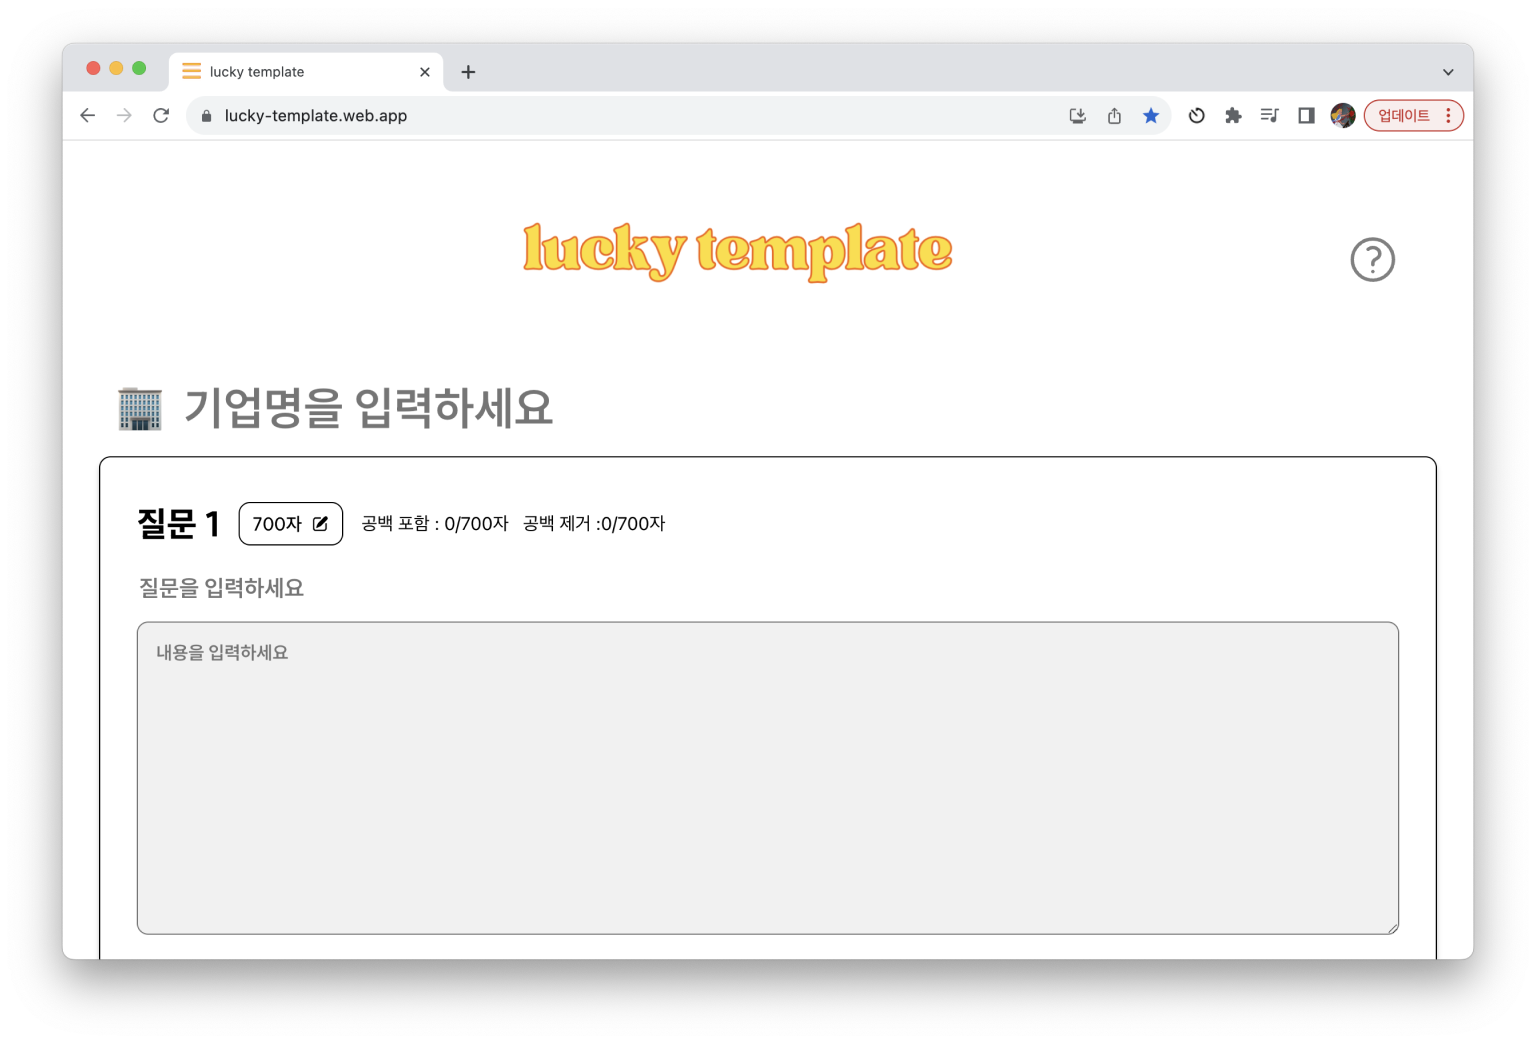 lucky template
lucky-template.web.app
업데이트
lucky template
기업명을 입력하세요
질문 1 700자 공백 포함 : 0/700자 공백 제거 :0/700자
질문을 입력하세요
내용을 입력하세요